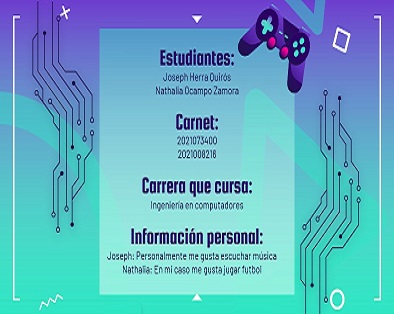 Estudiantes:
Joseph Herra Quirós
Nathalia Ocampo Zamora
Carnet:
2021073400
2021008216
Carrera que cursa:
Ingeniería en computadores
Información personal:
Joseph: Personalmente me gusta escuchar música
Nathalia: En mi caso me gusta jugar futbol